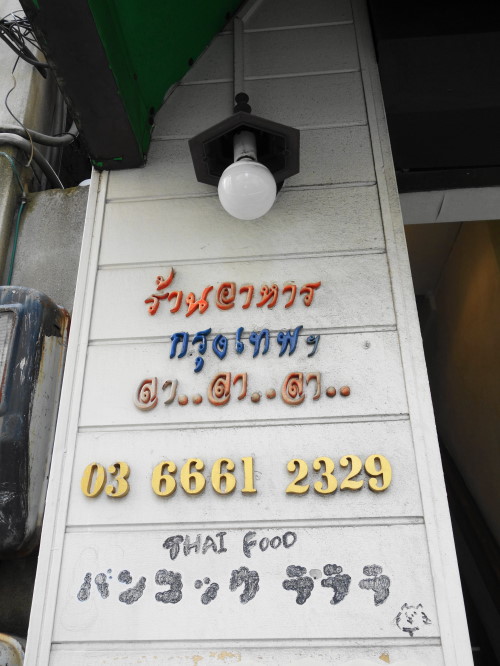 ร้านอาหาร
กรุงเทพฯ
ลา..ลา..ลา..
03 6661 2329
THAI FOOD
バンコック ラララ